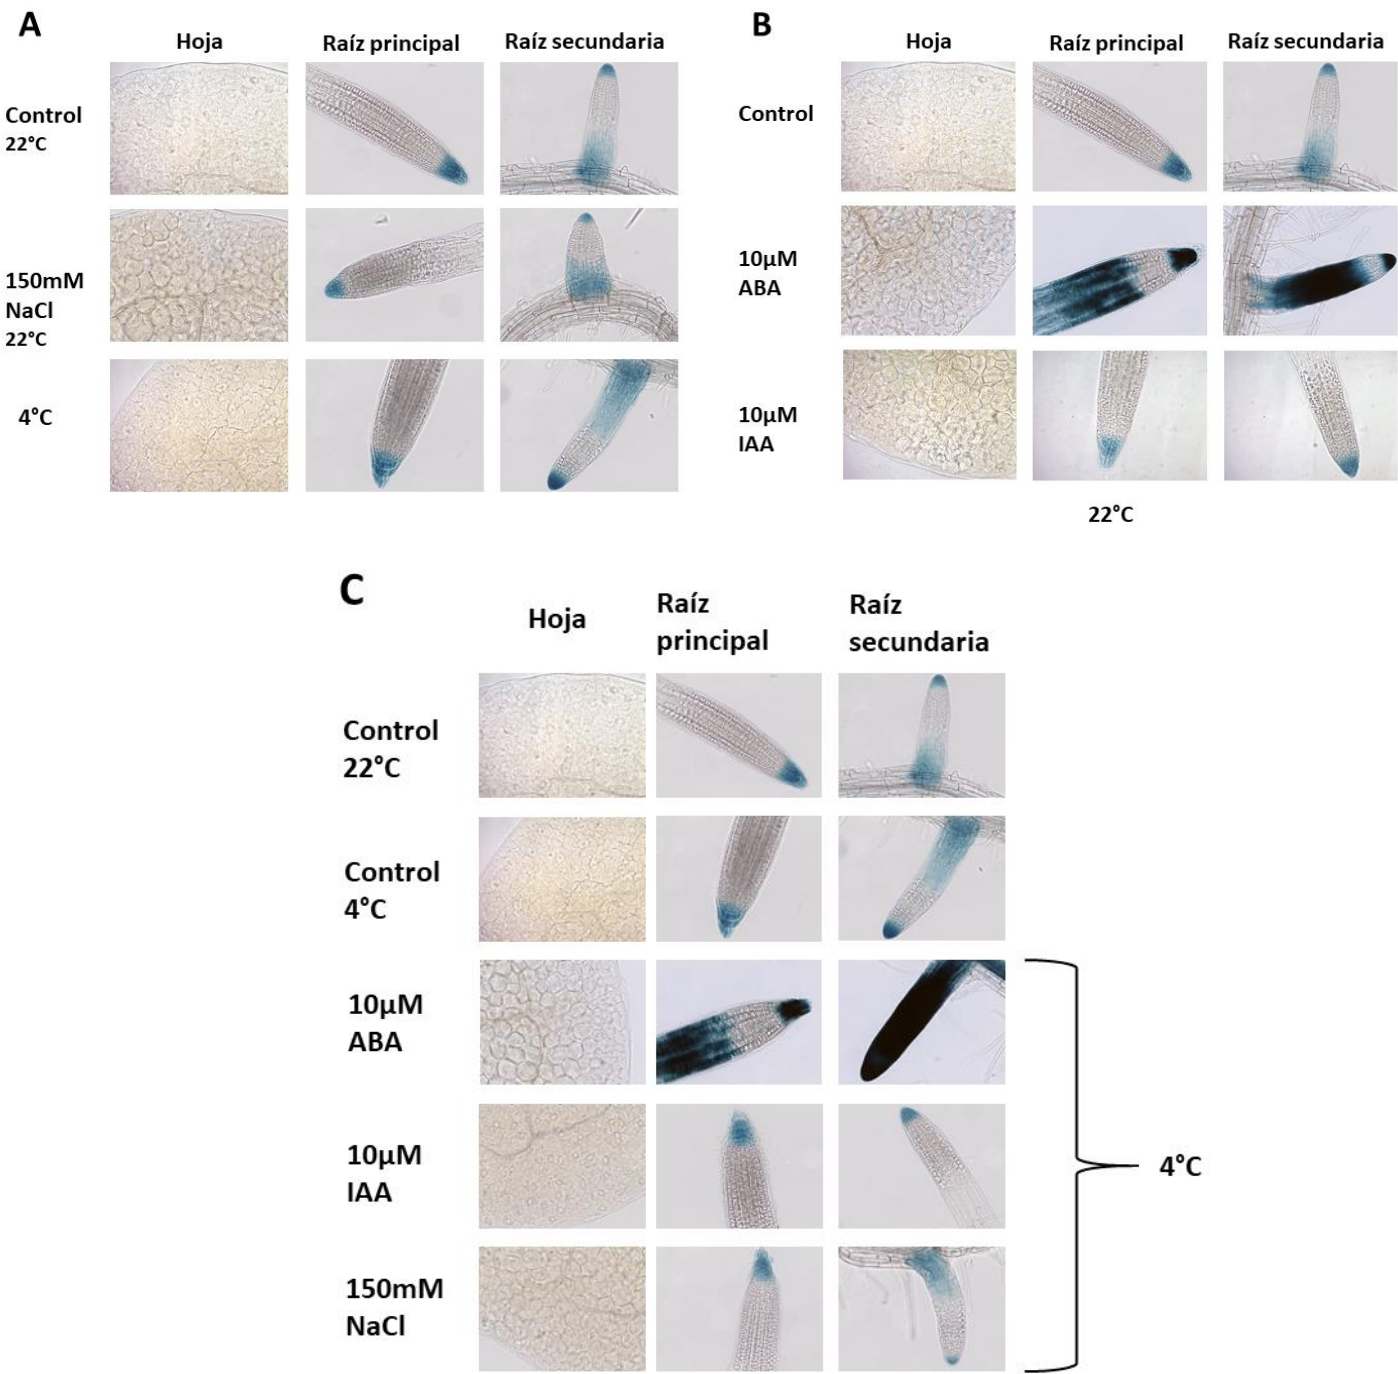 A
Hoja
Raíz principal
Raíz secundaria
Control
22°C
150mM
NaCl
22°C
4°C
B
Hoja
Raíz principal
Raíz secundaria
Control
10µM
ABA
10µM
IAA
22°C
C
Hoja
Raíz
principal
Raíz
secundaria
Control
22°C
Control
4°C
10µM
ABA
10µM
IAA
150mM
NaCl
4°C